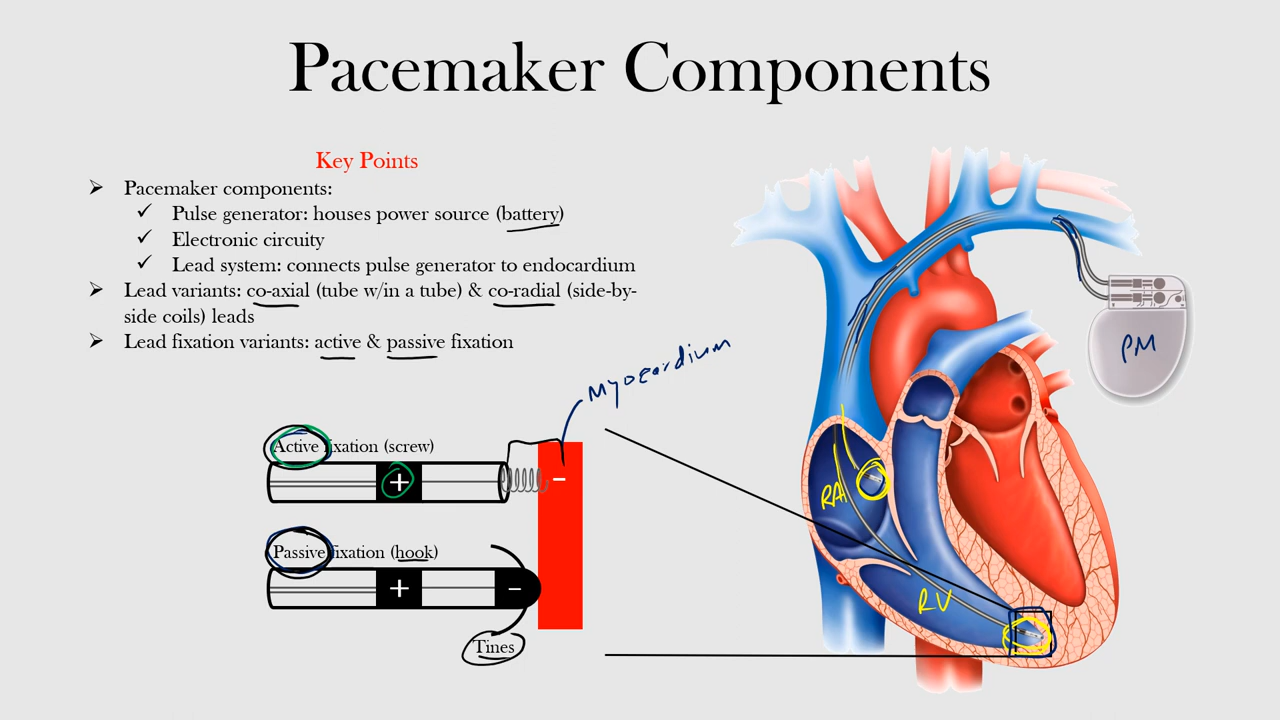 Pacemaker Components
Key Points
➢ Pacemaker components:
✓ Pulse generator: houses power source (battery)
✓ Electronic circuity
✓ Lead system: connects pulse generator to endocardium
➢ Lead variants: co-axial (tube w/in a tube) & co-radial (side-by-
side coils) leads
➢ Lead fixation variants: active & passive fixation
Myocardium
Active fixation (screw)
+
-
Passive fixation (hook)
+ -
Tines
PM
RA
RV